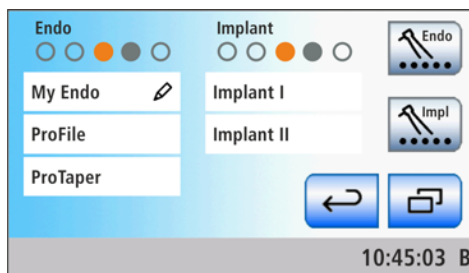 Endo
Implant
Endo
My Endo
Implant I
ProFile
Implant II
Impl
ProTaper
10:45:03 B